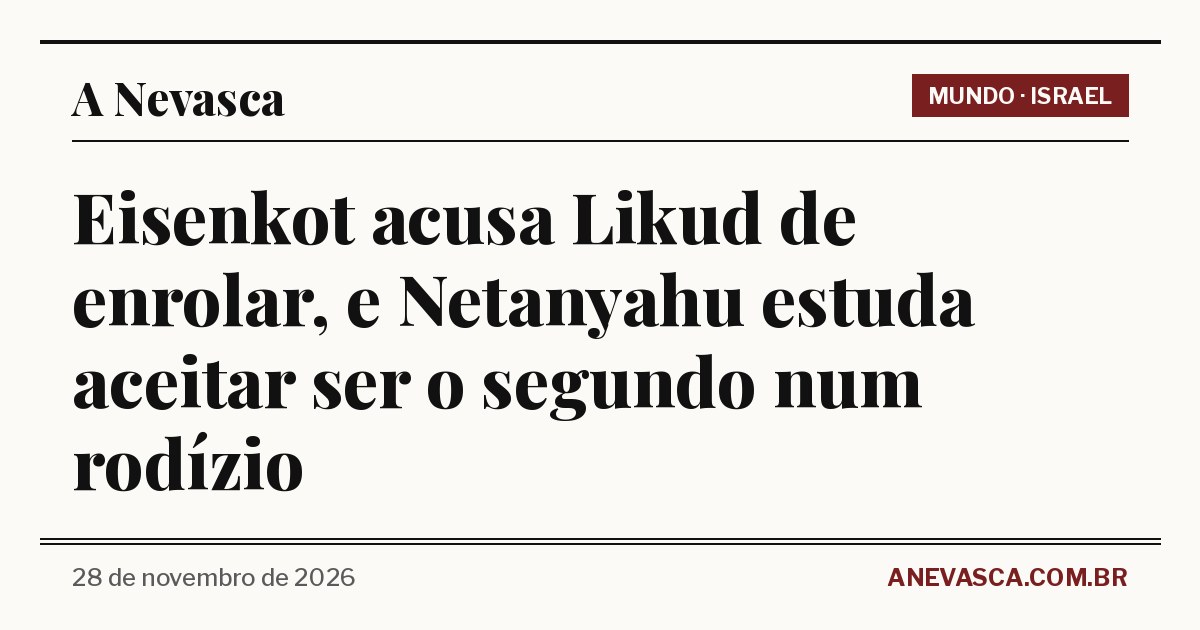 A Nevasca
MUNDO · ISRAEL
Eisenkot acusa Likud de
enrolar, e Netanyahu estuda
aceitar ser o segundo num
rodízio
28 de novembro de 2026
ANEVASCA.COM.BR